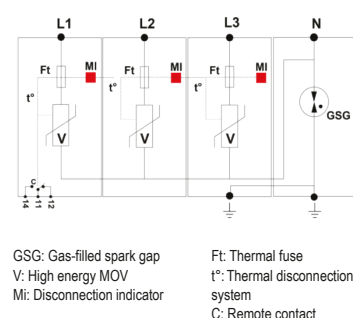 L1 L2 L3 N
Ft MI Ft MI Ft MI
t° t° t°
GSG
V V V
C
14 11 12
GSG: Gas-filled spark gap
V: High energy MOV
Mi: Disconnection indicator
Ft: Thermal fuse
t°: Thermal disconnection
system
C: Remote contact